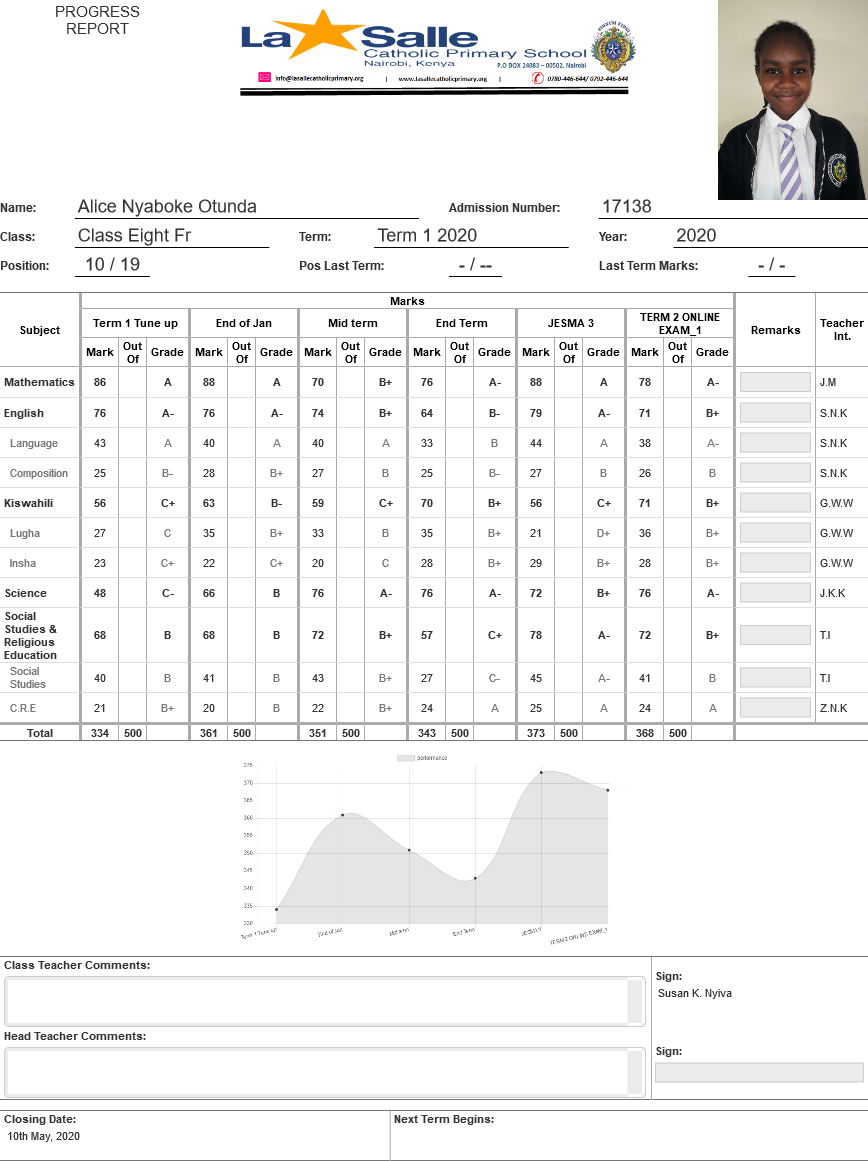 PROGRESS
REPORT
La Salle
Catholic Primary School
Nairobi, Kenya
P.O BOX 24083 – 00502, Nairobi
info@lasallecatholicprimary.org | www.lasallecatholicprimary.org | 0780-446-644/ 0792-446-644
Name: Alice Nyaboke Otunda Admission Number: 17138
Class: Class Eight Fr Term: Term 1 2020 Year: 2020
Position: 10 / 19 Pos Last Term: - / -- Last Term Marks: - / -
Marks
Subject Term 1 Tune up End of Jan Mid term End Term JESMA 3 TERM 2 ONLINE EXAM_1 Remarks Teacher Int.
Mark Out Of Grade Mark Out Of Grade Mark Out Of Grade Mark Out Of Grade Mark Out Of Grade Mark Out Of Grade
Mathematics 86 A 88 A 70 B+ 76 A- 88 A 78 A- J.M
English 76 A- 76 A- 74 B+ 64 B- 79 A- 71 B+ S.N.K
Language 43 A 40 A 40 A 33 B 44 A 38 A- S.N.K
Composition 25 B- 28 B+ 27 B 25 B- 27 B 26 B S.N.K
Kiswahili 56 C+ 63 B- 59 C+ 70 B+ 56 C+ 71 B+ G.W.W
Lugha 27 C 35 B+ 33 B 35 B+ 21 D+ 36 B+ G.W.W
Insha 23 C+ 22 C+ 20 C 28 B+ 29 B+ 28 B+ G.W.W
Science 48 C- 66 B 76 A- 76 A- 72 B+ 76 A- J.K.K
Social
Studies &
Religious
Education 68 B 68 B 72 B+ 57 C+ 78 A- 72 B+ T.I
Social
Studies 40 B 41 B 43 B+ 27 C- 45 A- 41 B T.I
C.R.E 21 B+ 20 B 22 B+ 24 A 25 A 24 A Z.N.K
Total 334 500 361 500 351 500 343 500 373 500 368 500
performance
375
370
365
360
355
350
345
340
335
330
Term 1 Tune up End of Jan Mid term End Term JESMA 3 TERM 2 ONLINE EXAM_1
Class Teacher Comments:
Sign:
Susan K. Nyiva
Head Teacher Comments:
Sign:
Closing Date: Next Term Begins:
10th May, 2020